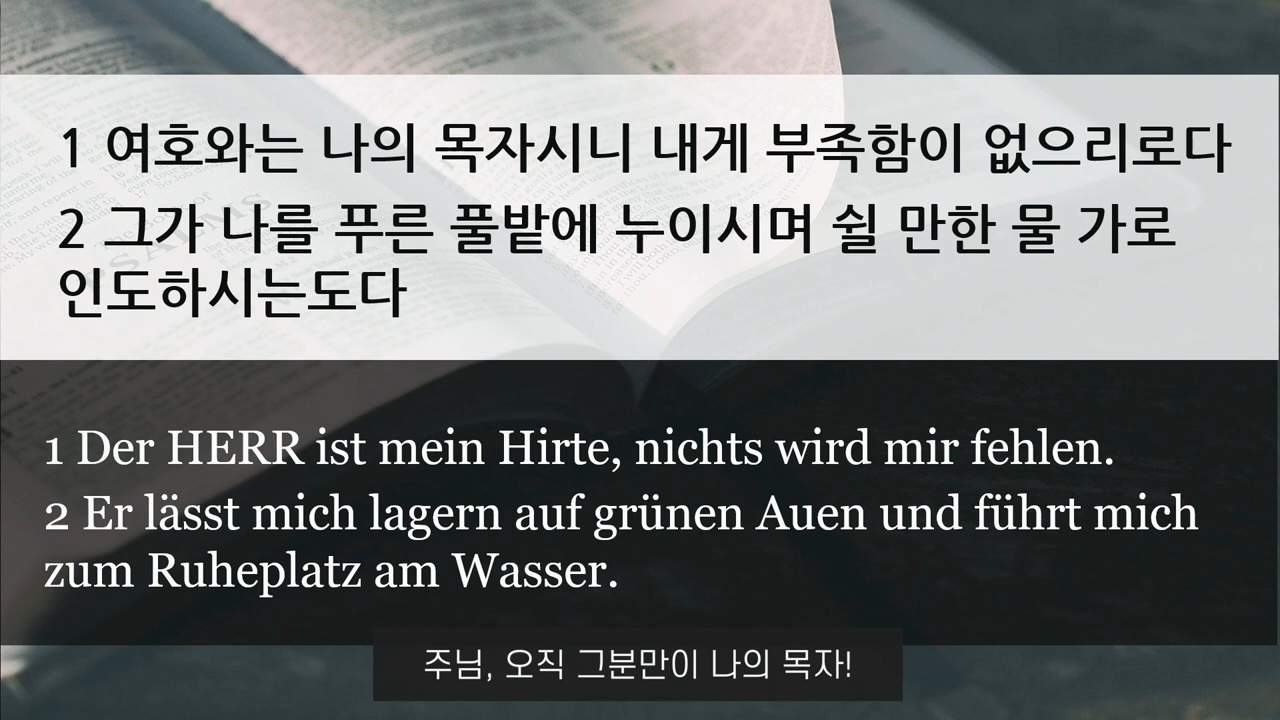 1 여호와는 나의 목자시니 내게 부족함이 없으리로다
2 그가 나를 푸른 풀밭에 누이시며 쉴 만한 물 가로
인도하시는도다
1 Der HERR ist mein Hirte, nichts wird mir fehlen.
2 Er lässt mich lagern auf grünen Auen und führt mich
zum Ruheplatz am Wasser.
주님, 오직 그분만이 나의 목자!